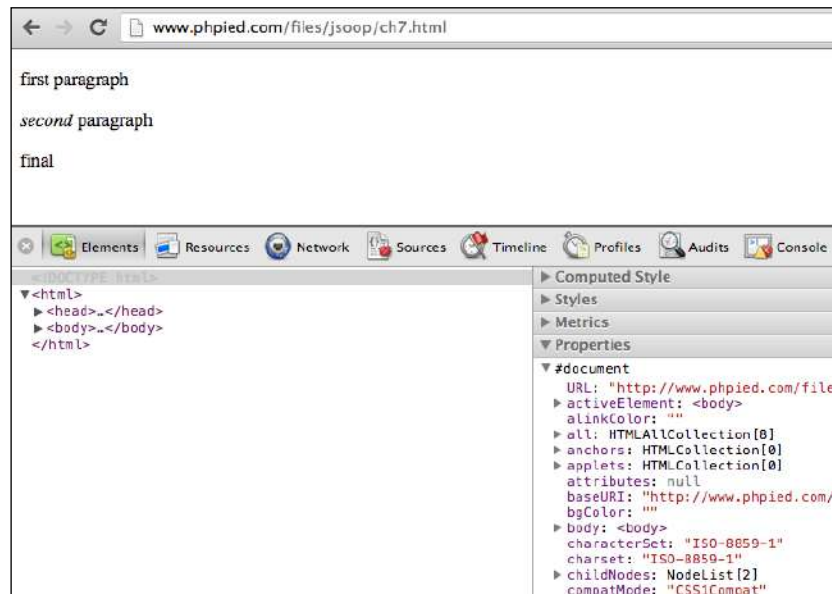 www.phpied.com/files/jsoop/ch7.html
first paragraph
second paragraph
final
Elements Resources Network Sources Timeline Profiles Audits Console
<!DOCTYPE html>
▼<html>
▶<head>…</head>
▶<body>…</body>
</html>
▶ Computed Style
▶ Styles
▶ Metrics
▼ Properties
▼ #document
URL: "http://www.phpied.com/file
▶ activeElement: <body>
alinkColor: ""
▶ all: HTMLAllCollection[8]
▶ anchors: HTMLCollection[0]
▶ applets: HTMLCollection[0]
attributes: null
baseURI: "http://www.phpied.com/
bgColor: ""
▶ body: <body>
characterSet: "ISO-8859-1"
charset: "ISO-8859-1"
▶ childNodes: NodeList[2]
compatMode: "CSS1Compat"